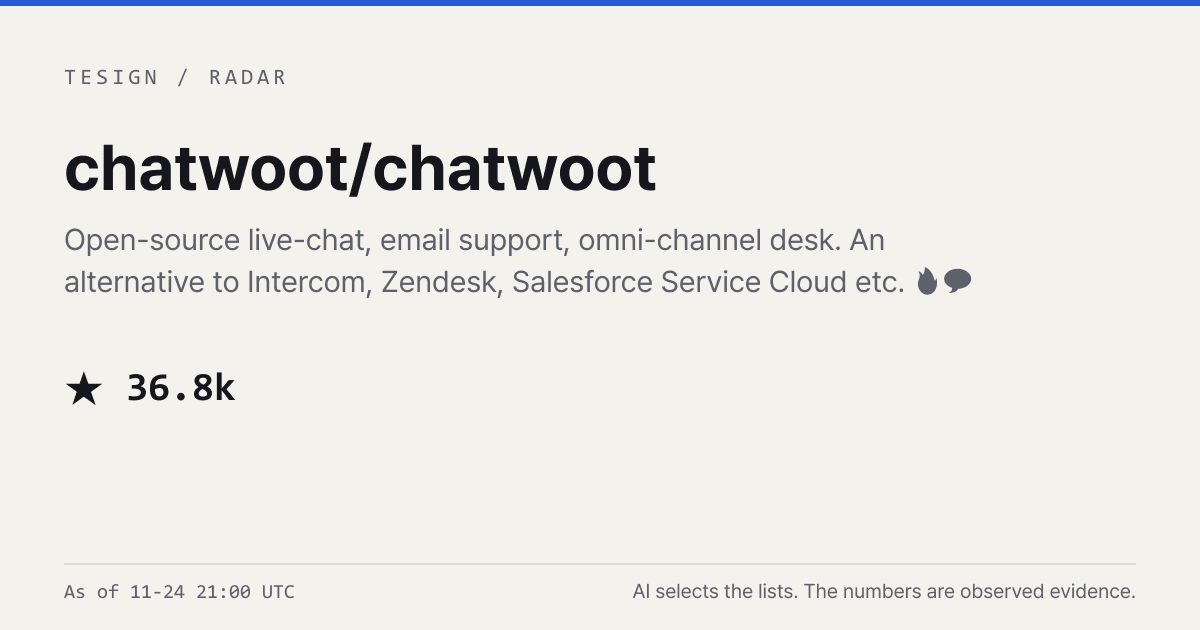 TESIGN / RADAR
chatwoot/chatwoot
Open-source live-chat, email support, omni-channel desk. An
alternative to Intercom, Zendesk, Salesforce Service Cloud etc. 🔥💬
★ 36.8k
As of 11-24 21:00 UTC
AI selects the lists. The numbers are observed evidence.